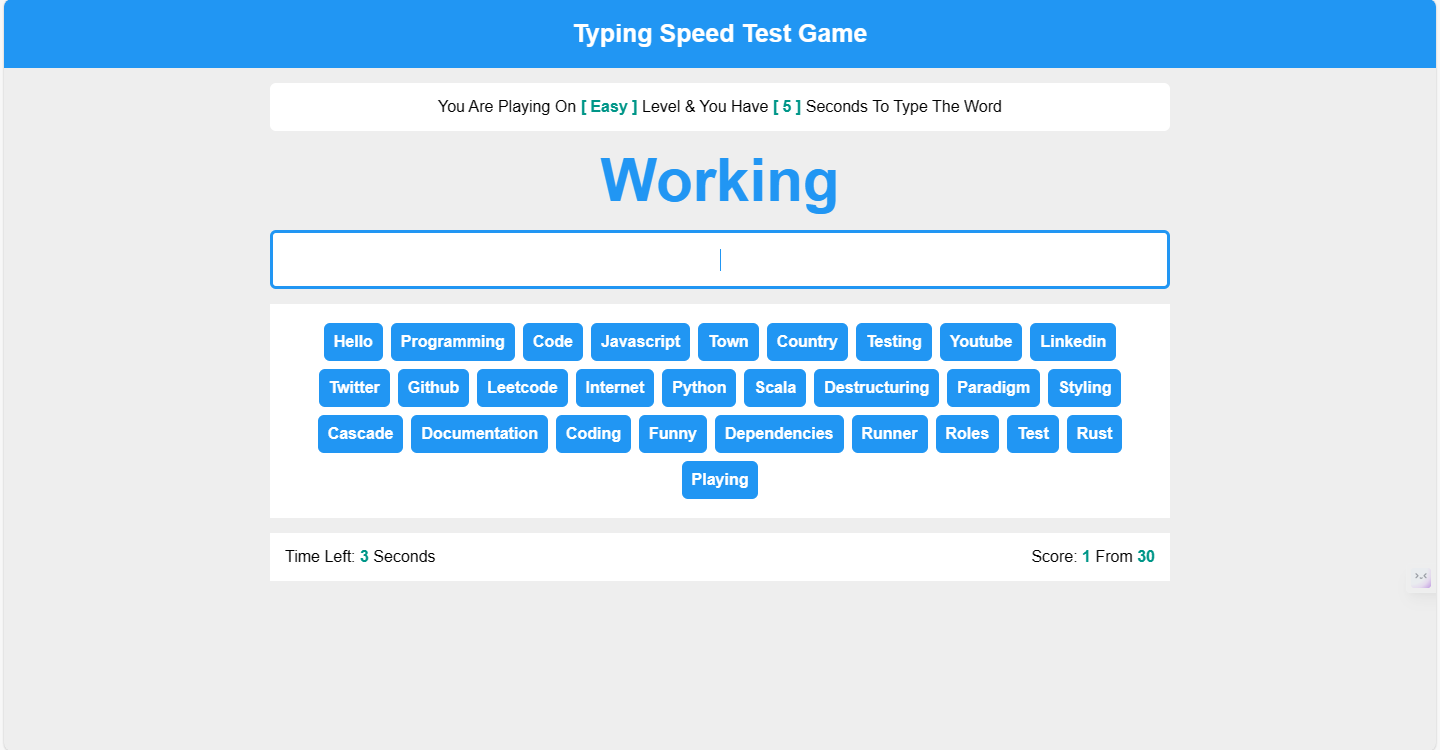 Typing Speed Test Game
You Are Playing On [ Easy ] Level & You Have [ 5 ] Seconds To Type The Word
Working
Hello Programming Code Javascript Town Country Testing Youtube Linkedin
Twitter Github Leetcode Internet Python Scala Destructuring Paradigm Styling
Cascade Documentation Coding Funny Dependencies Runner Roles Test Rust
Playing
Time Left: 3 Seconds Score: 1 From 30